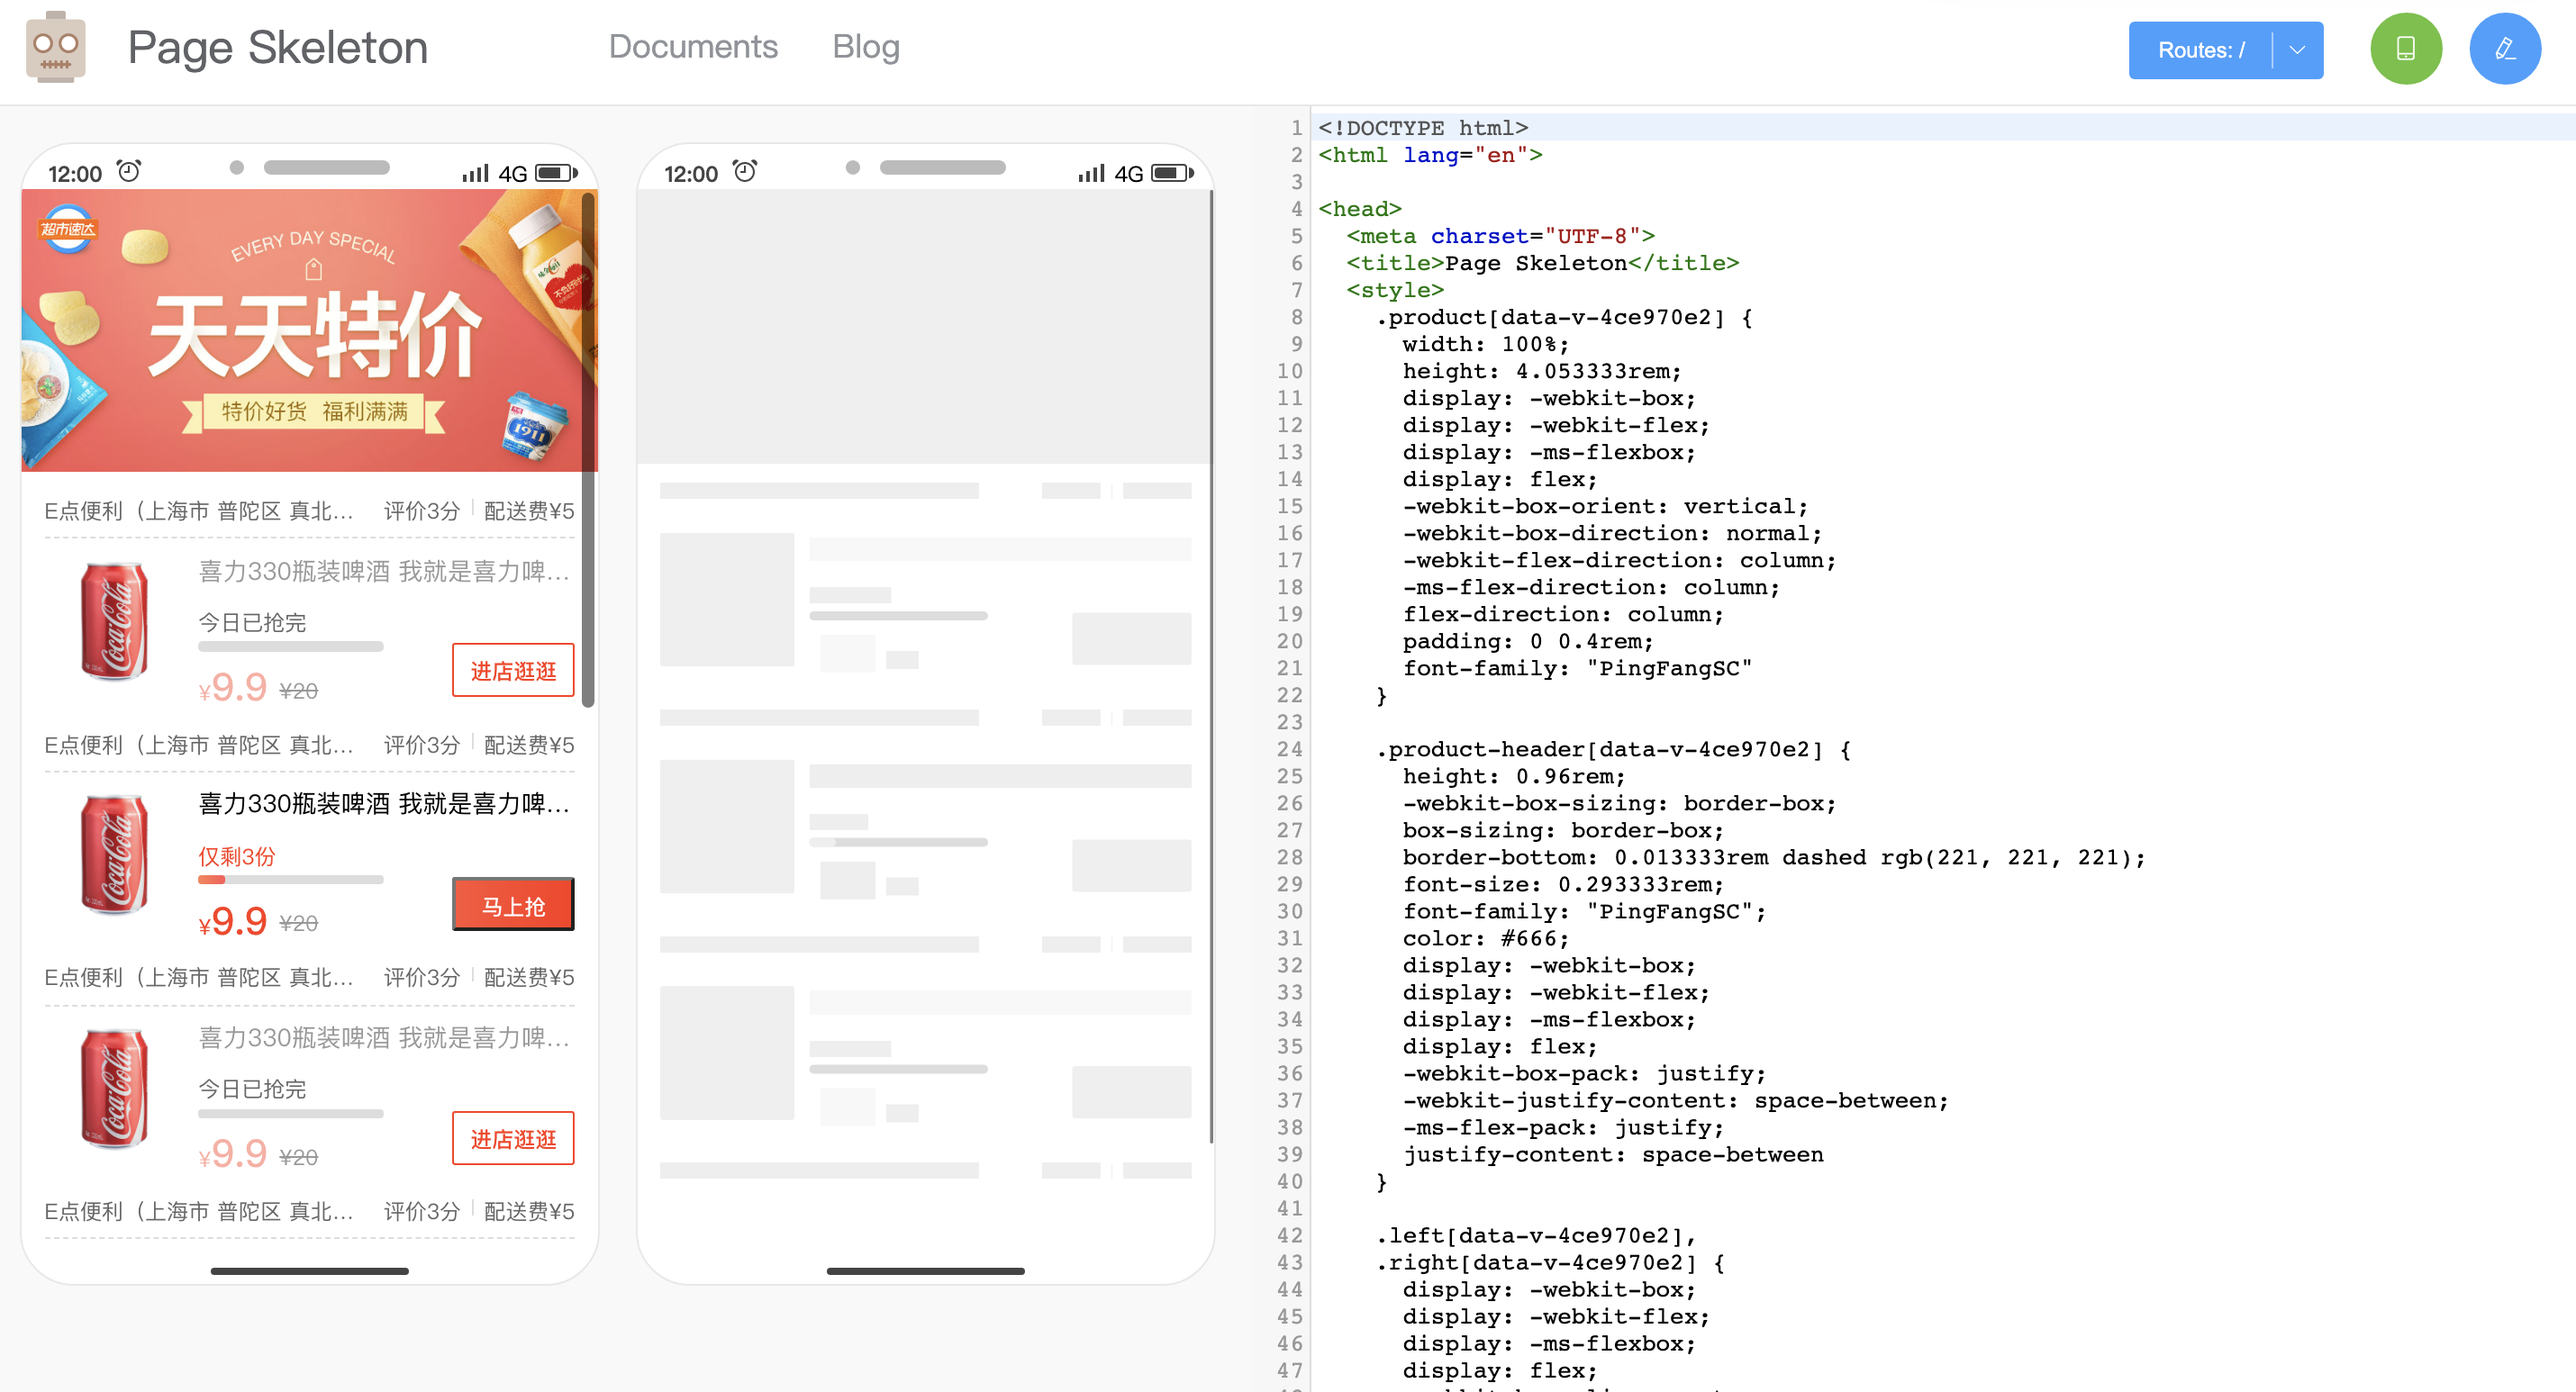 Page Skeleton
Documents
Blog
Routes: /
12:00
4G
超市速达
EVERY DAY SPECIAL
天天特价
特价好货 福利满满
1911
E点便利（上海市 普陀区 真北... 评价3分 配送费¥5
Coca-Cola
喜力330瓶装啤酒 我就是喜力啤...
今日已抢完
¥9.9 ¥20
进店逛逛
E点便利（上海市 普陀区 真北... 评价3分 配送费¥5
Coca-Cola
喜力330瓶装啤酒 我就是喜力啤...
仅剩3份
¥9.9 ¥20
马上抢
E点便利（上海市 普陀区 真北... 评价3分 配送费¥5
Coca-Cola
喜力330瓶装啤酒 我就是喜力啤...
今日已抢完
¥9.9 ¥20
进店逛逛
E点便利（上海市 普陀区 真北... 评价3分 配送费¥5
12:00
4G
1 <!DOCTYPE html>
2 <html lang="en">
3
4 <head>
5 <meta charset="UTF-8">
6 <title>Page Skeleton</title>
7 <style>
8 .product[data-v-4ce970e2] {
9 width: 100%;
10 height: 4.053333rem;
11 display: -webkit-box;
12 display: -webkit-flex;
13 display: -ms-flexbox;
14 display: flex;
15 -webkit-box-orient: vertical;
16 -webkit-box-direction: normal;
17 -webkit-flex-direction: column;
18 -ms-flex-direction: column;
19 flex-direction: column;
20 padding: 0 0.4rem;
21 font-family: "PingFangSC"
22 }
23
24 .product-header[data-v-4ce970e2] {
25 height: 0.96rem;
26 -webkit-box-sizing: border-box;
27 box-sizing: border-box;
28 border-bottom: 0.013333rem dashed rgb(221, 221, 221);
29 font-size: 0.293333rem;
30 font-family: "PingFangSC";
31 color: #666;
32 display: -webkit-box;
33 display: -webkit-flex;
34 display: -ms-flexbox;
35 display: flex;
36 -webkit-box-pack: justify;
37 -webkit-justify-content: space-between;
38 -ms-flex-pack: justify;
39 justify-content: space-between
40 }
41
42 .left[data-v-4ce970e2],
43 .right[data-v-4ce970e2] {
44 display: -webkit-box;
45 display: -webkit-flex;
46 display: -ms-flexbox;
47 display: flex;